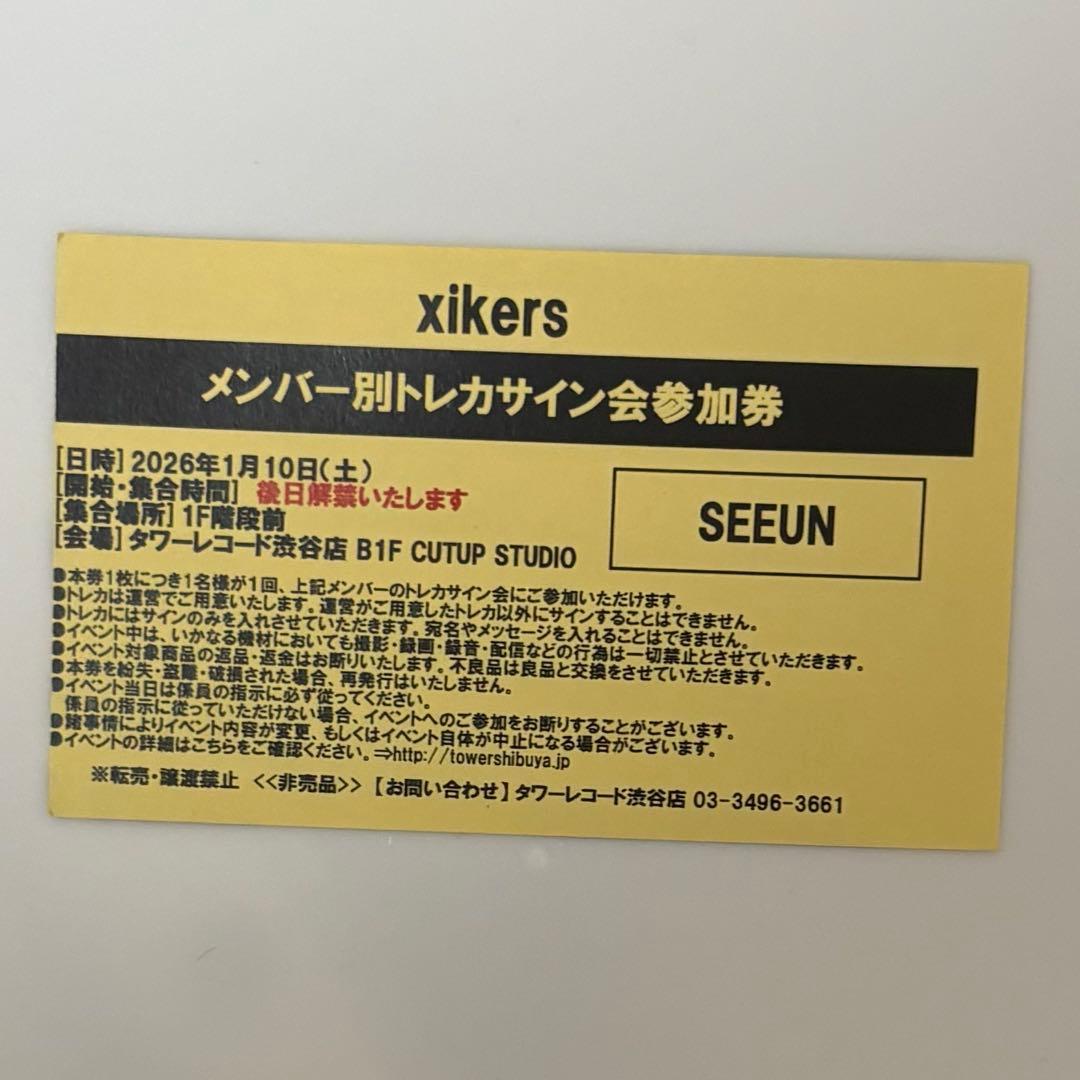 xikers
メンバー別トレカサイン会参加券
[日時] 2026年1月10日(土)
[開始・集合時間] 後日解禁いたします
[集合場所] 1F階段前
[会場] タワーレコード渋谷店 B1F CUTUP STUDIO
SEEUN
●本券1枚につき1名様が1回、上記メンバーのトレカサイン会にご参加いただけます。
●トレカは運営でご用意いたします。運営がご用意したトレカ以外にサインすることはできません。
●トレカにはサインのみを入れさせていただきます。宛名やメッセージを入れることはできません。
●イベント中は、いかなる機材においても撮影・録画・録音・配信などの行為は一切禁止とさせていただきます。
●イベント対象商品の返品・返金はお断りいたします。不良品は良品と交換をさせていただきます。
●本券を紛失・盗難・破損された場合、再発行はいたしません。
●イベント当日は係員の指示に必ず従ってください。
係員の指示に従っていただけない場合、イベントへのご参加をお断りすることがございます。
●諸事情によりイベント内容が変更、もしくはイベント自体が中止になる場合がございます。
●イベントの詳細はこちらをご確認ください。⇒http://towershibuya.jp
※転売・譲渡禁止 <<非売品>> 【お問い合わせ】タワーレコード渋谷店 03-3496-3661